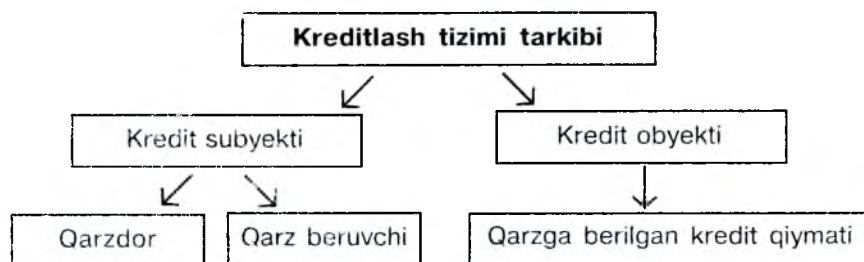 Kreditlash tizimi tarkibi
Kredit subyekti
Kredit obyekti
Qarzdor
Qarz beruvchi
Qarzga berilgan kredit qiymati